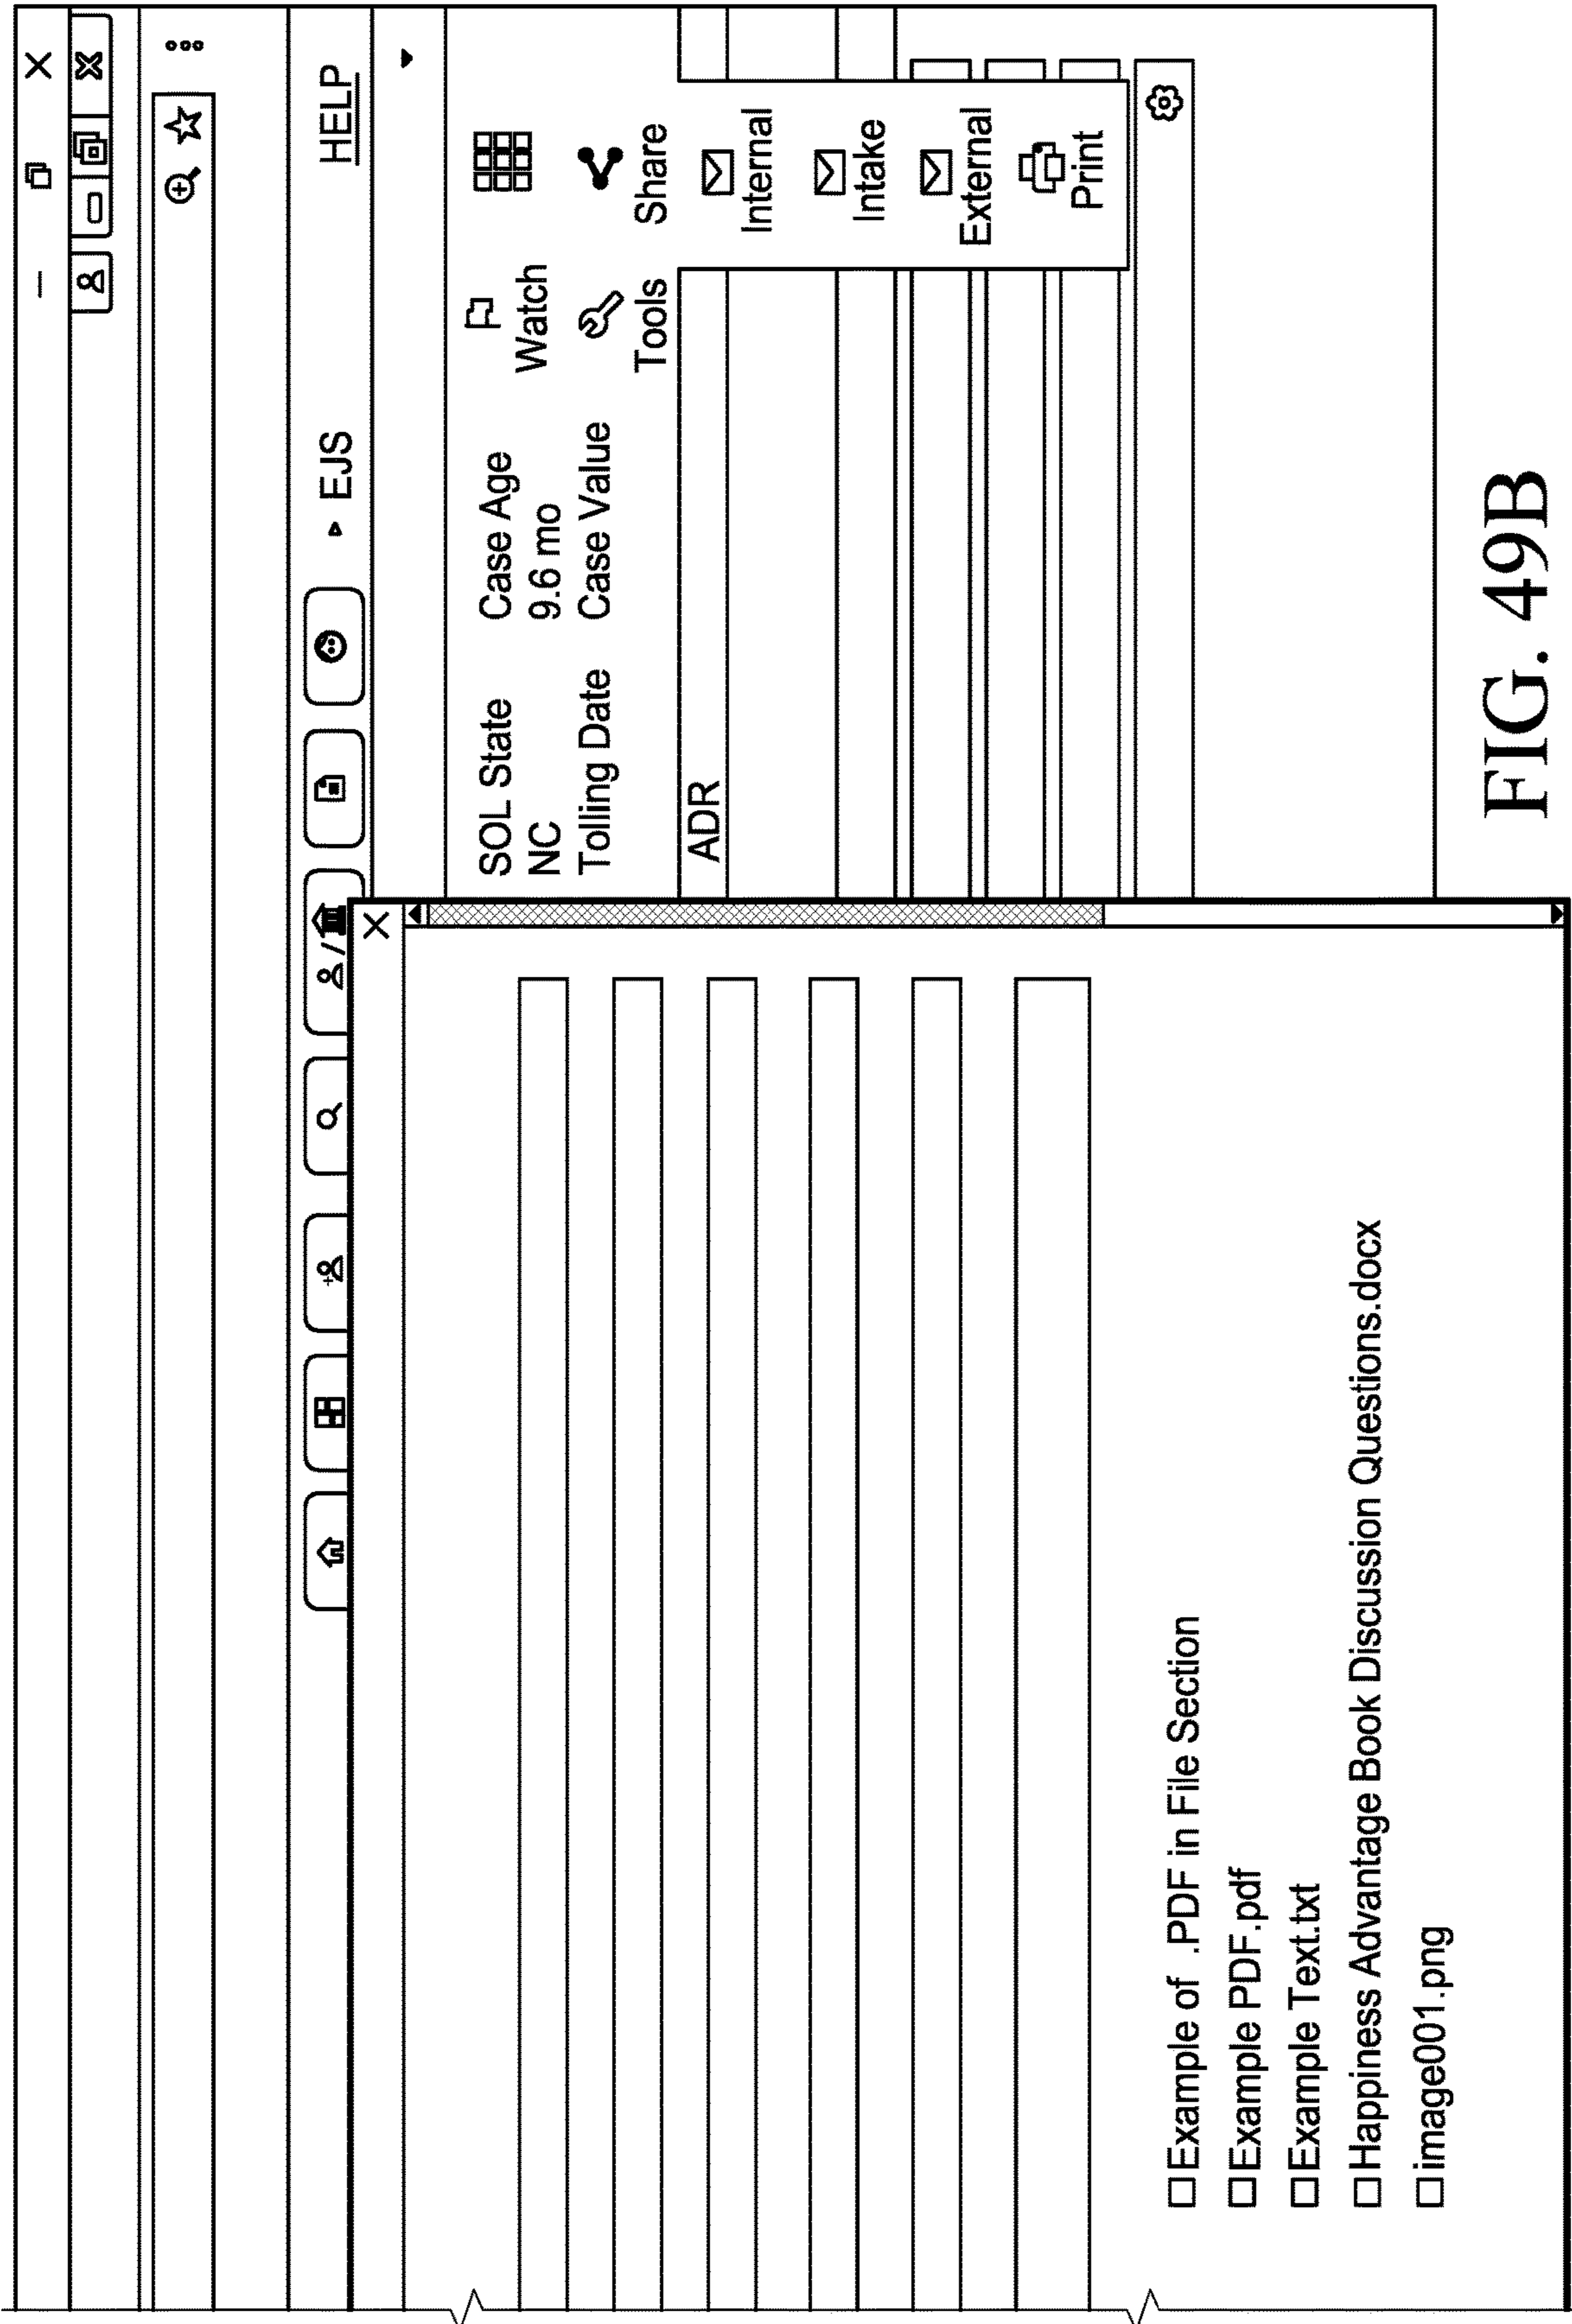 EJS
HELP
SOL State
Case Age
NC
9.6 mo
Watch
Tolling Date
Case Value
Tools
Share
ADR
Internal
Intake
External
Print
Example of .PDF in File Section
Example PDF.pdf
Example Text.txt
Happiness Advantage Book Discussion Questions.docx
image001.png
FIG. 49B